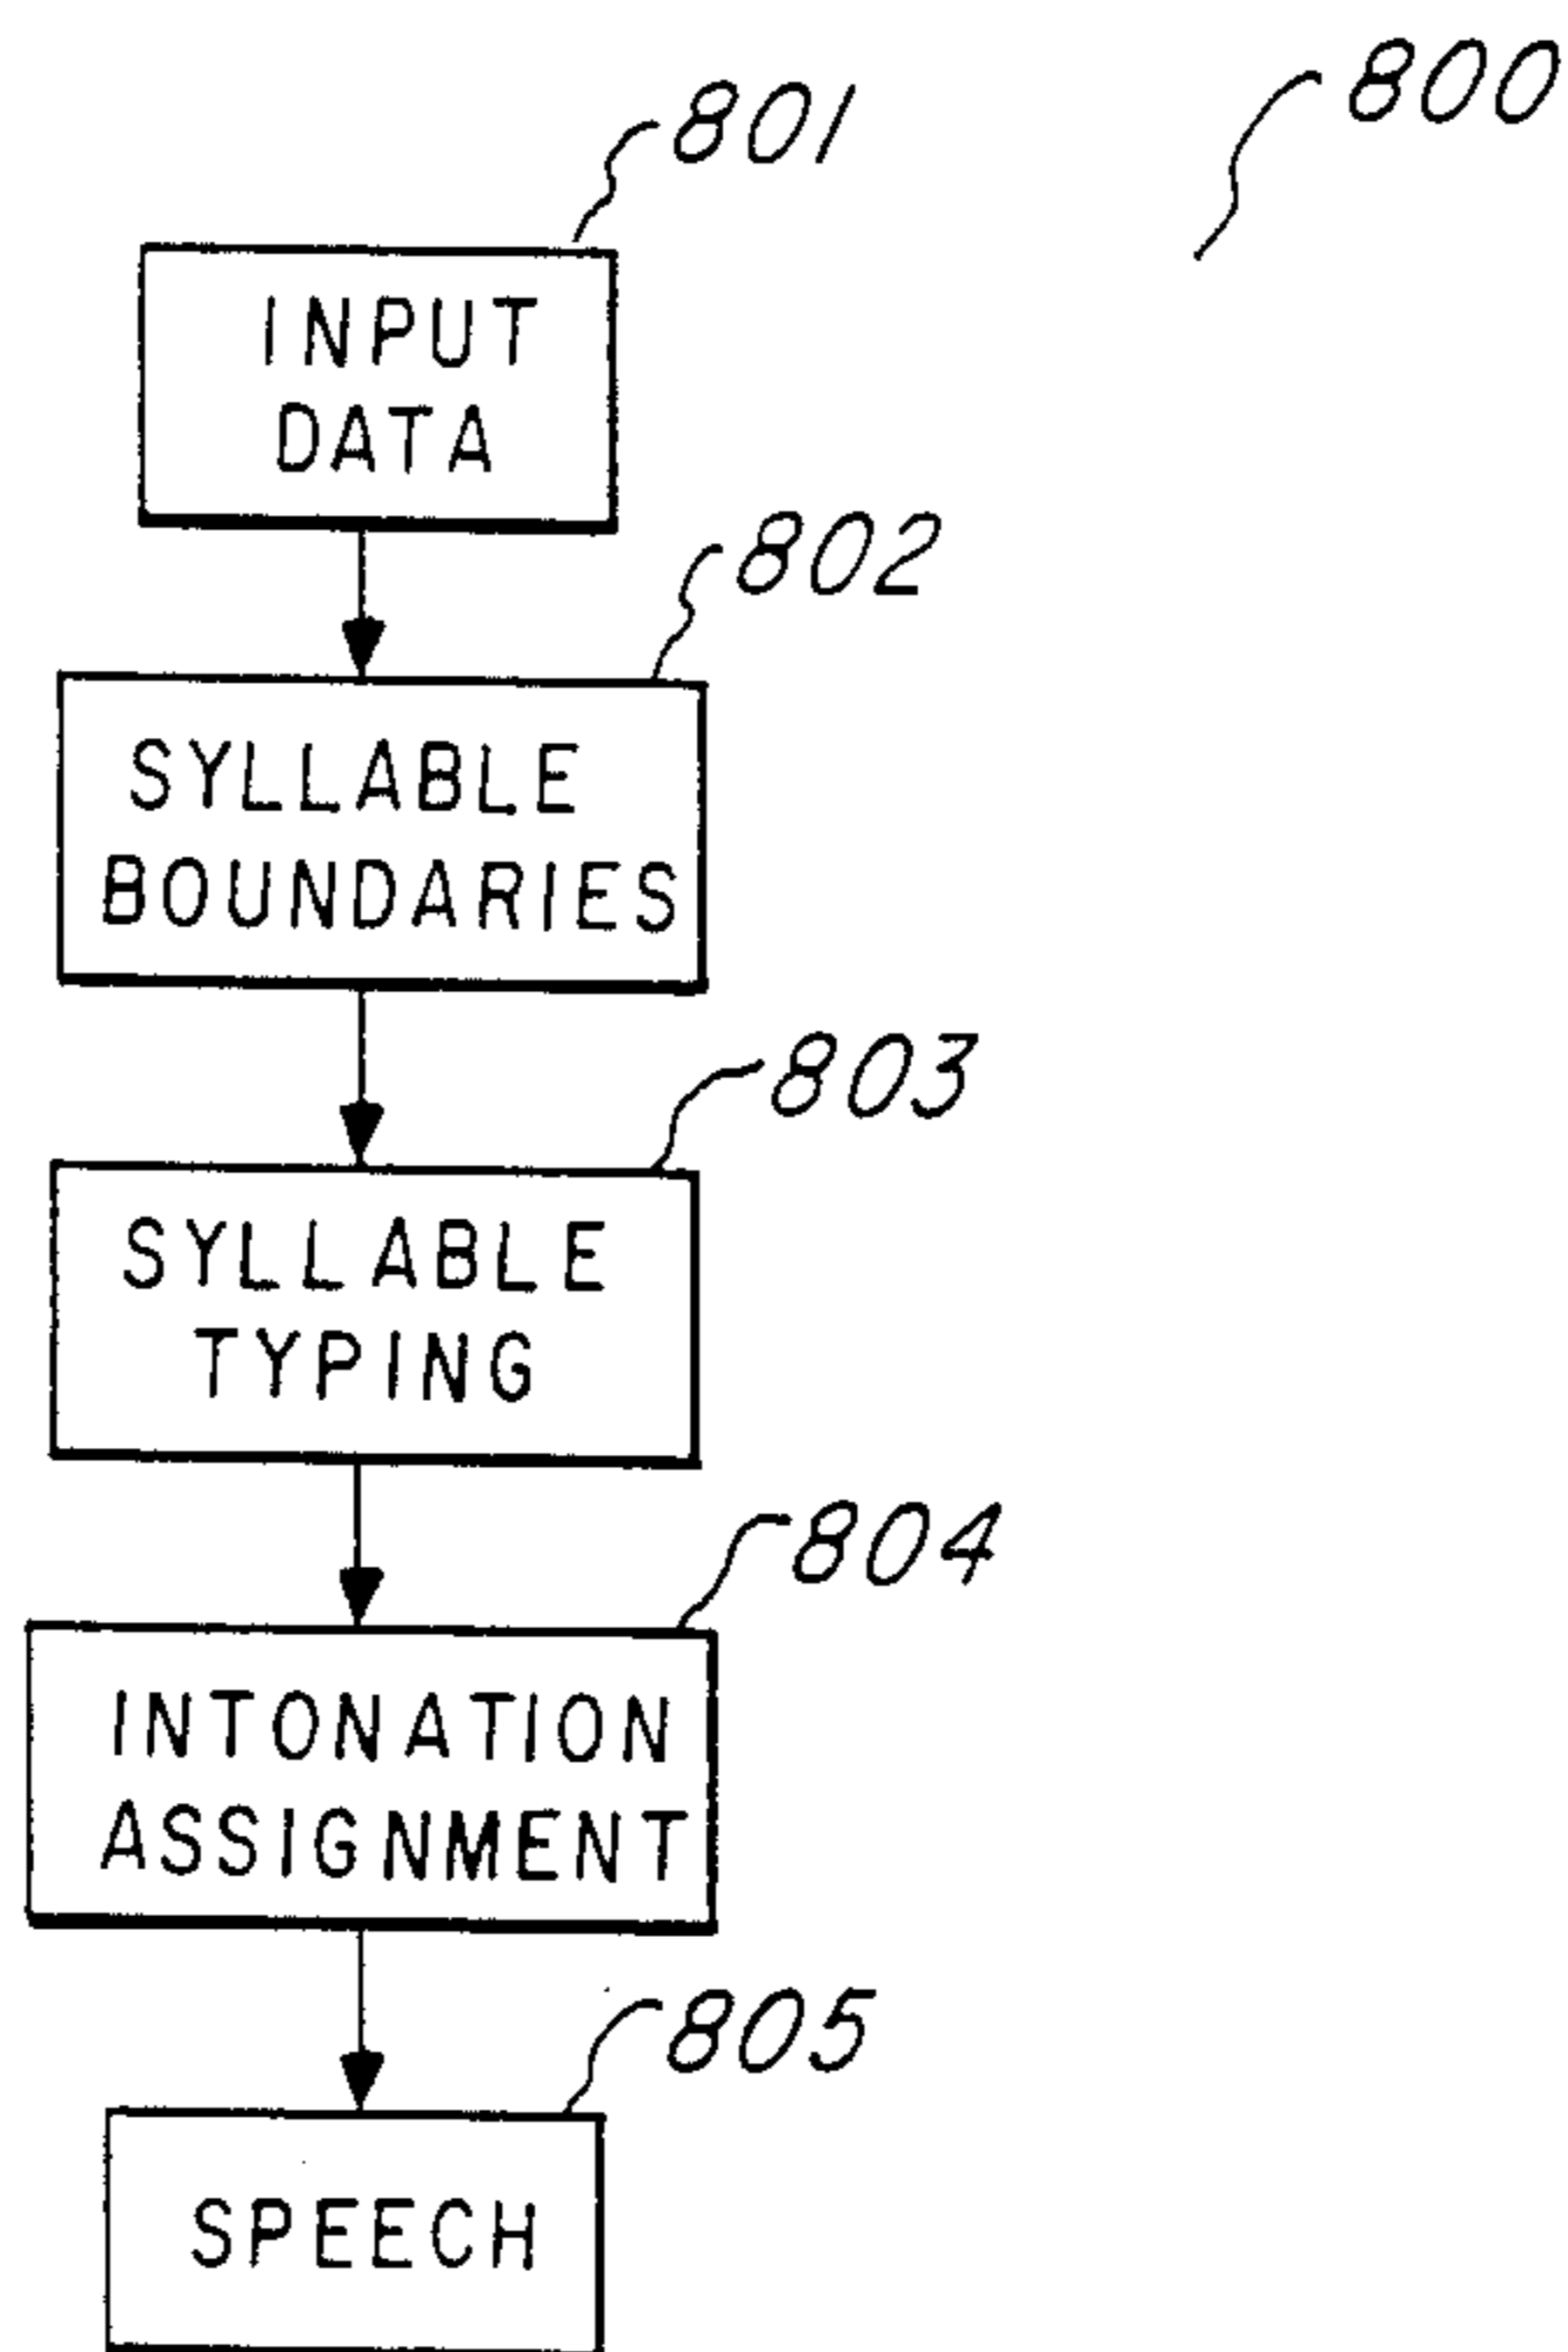 800
801
INPUT
DATA
802
SYLLABLE
BOUNDARIES
803
SYLLABLE
TYPING
804
INTONATION
ASSIGNMENT
805
SPEECH